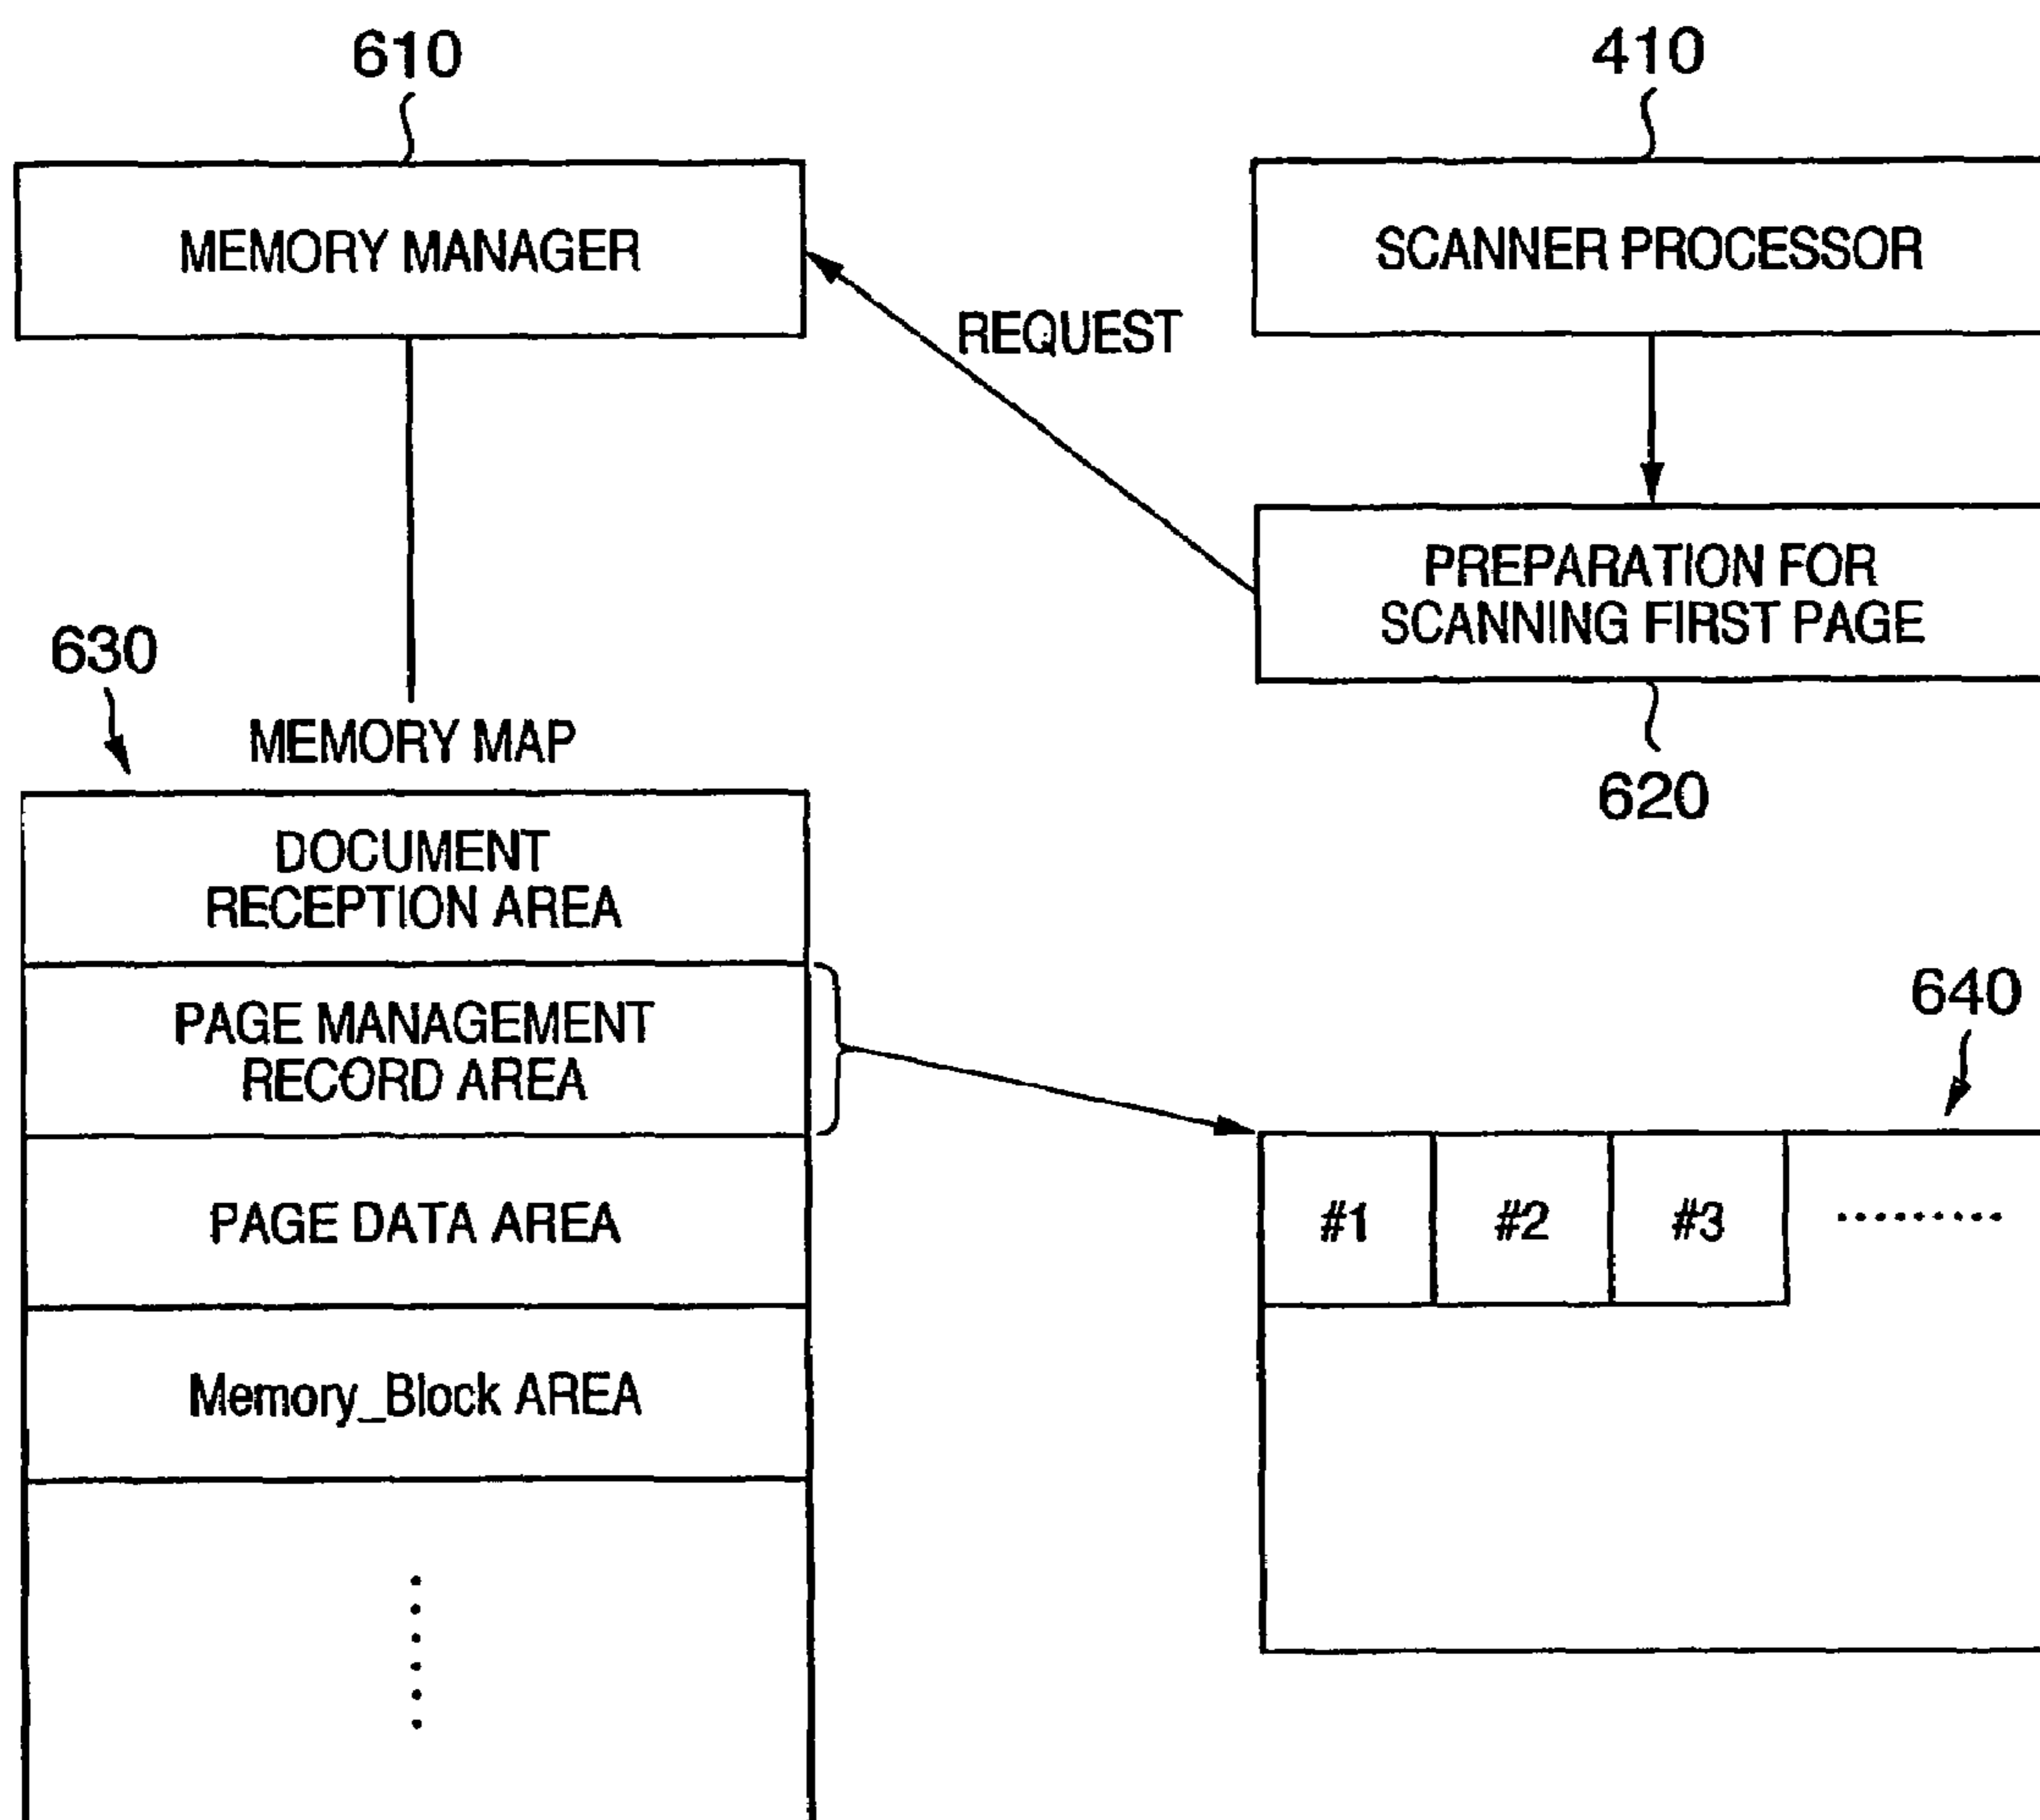 610
410
MEMORY MANAGER
SCANNER PROCESSOR
REQUEST
PREPARATION FOR
SCANNING FIRST PAGE
620
630
MEMORY MAP
DOCUMENT
RECEPTION AREA
PAGE MANAGEMENT
RECORD AREA
PAGE DATA AREA
Memory_Block AREA
640
#1
#2
#3